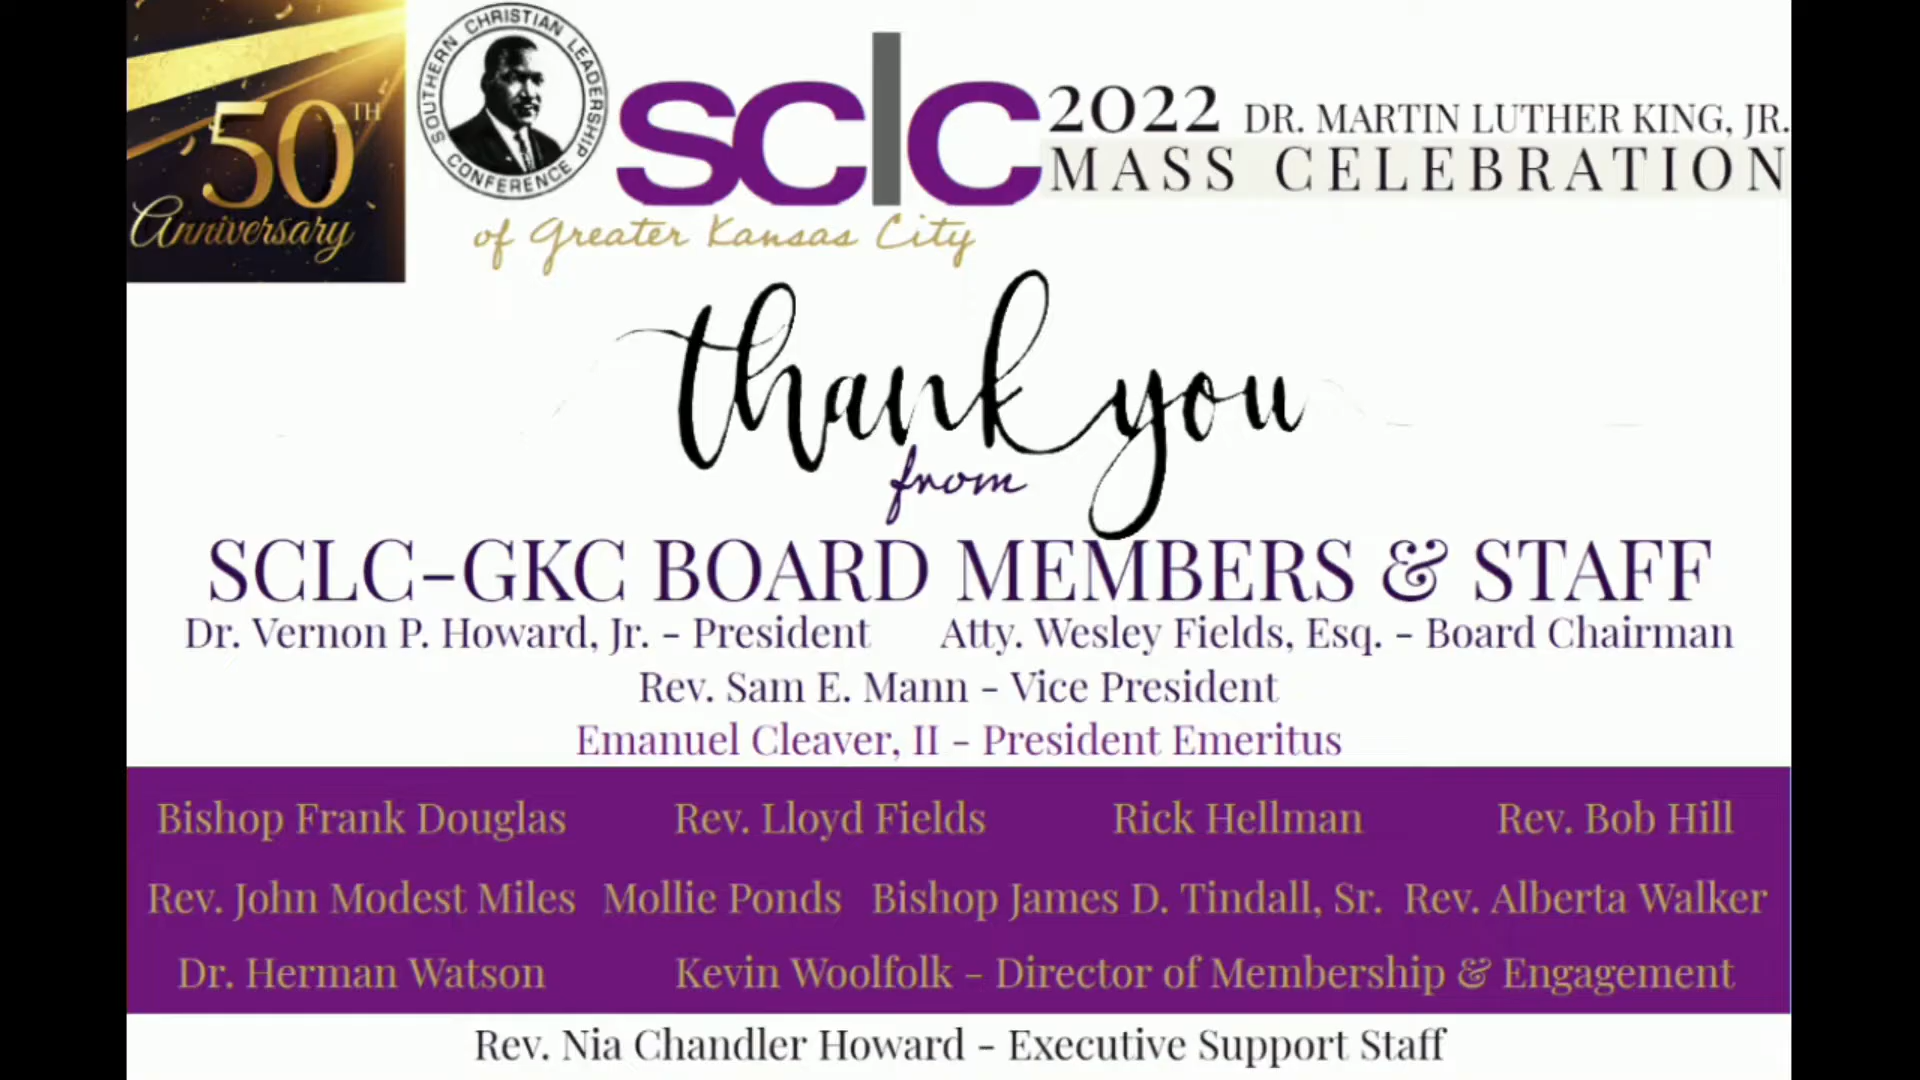 50TH
Anniversary
SOUTHERN CHRISTIAN LEADERSHIP CONFERENCE
sclc
of Greater Kansas City
2022 DR. MARTIN LUTHER KING, JR.
MASS CELEBRATION
thank you
from
SCLC-GKC BOARD MEMBERS & STAFF
Dr. Vernon P. Howard, Jr. - President Atty. Wesley Fields, Esq. - Board Chairman
Rev. Sam E. Mann - Vice President
Emanuel Cleaver, II - President Emeritus
Bishop Frank Douglas Rev. Lloyd Fields Rick Hellman Rev. Bob Hill
Rev. John Modest Miles Mollie Ponds Bishop James D. Tindall, Sr. Rev. Alberta Walker
Dr. Herman Watson Kevin Woolfolk - Director of Membership & Engagement
Rev. Nia Chandler Howard - Executive Support Staff